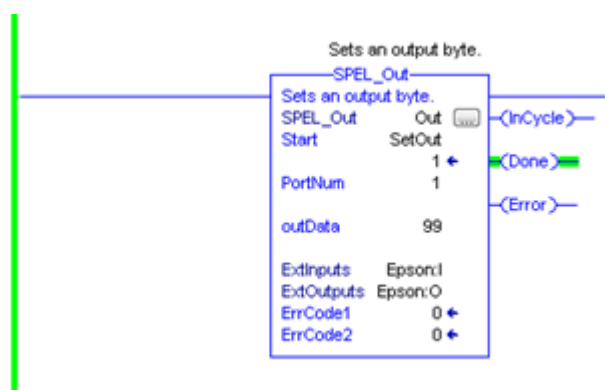 Sets an output byte.
SPEL_Out
Sets an output byte.
SPEL_Out Out ...
(InCycle)
Start SetOut
1
(Done)
PortNum 1
(Error)
outData 99
ExtInputs Epson:I
ExtOutputs Epson:O
ErrCode1 0
ErrCode2 0